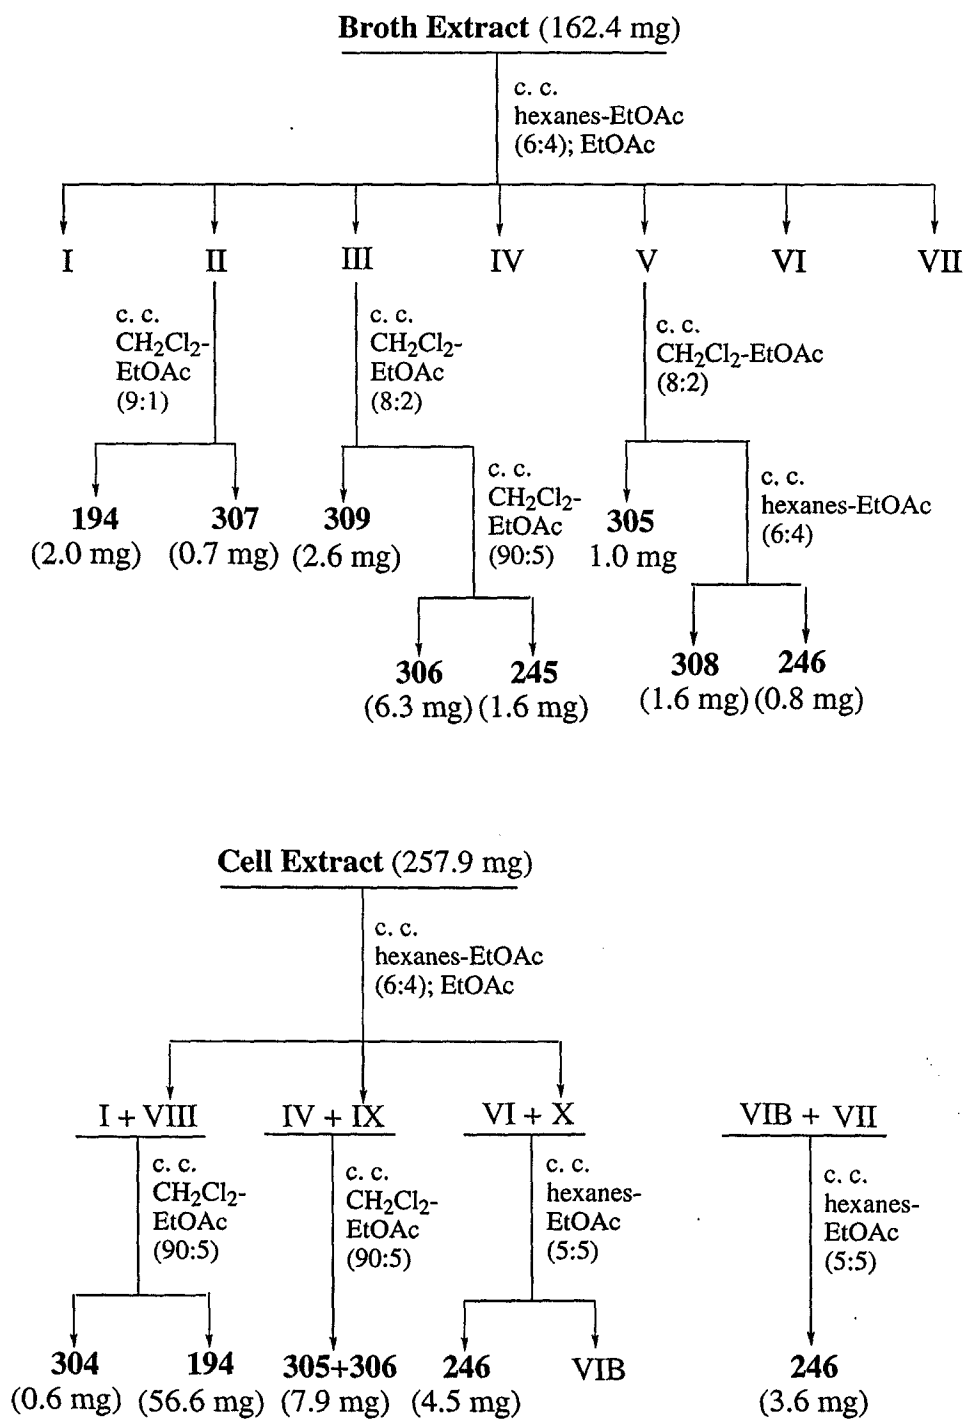 Broth Extract (162.4 mg)
c. c.
hexanes-EtOAc
(6:4); EtOAc
I II III IV V VI VII
c. c.
CH₂Cl₂-
EtOAc
(9:1)
c. c.
CH₂Cl₂-
EtOAc
(8:2)
c. c.
CH₂Cl₂-EtOAc
(8:2)
194
(2.0 mg)
307
(0.7 mg)
309
(2.6 mg)
c. c.
CH₂Cl₂-
EtOAc
(90:5)
305
1.0 mg
c. c.
hexanes-EtOAc
(6:4)
306
(6.3 mg)
245
(1.6 mg)
308
(1.6 mg)
246
(0.8 mg)
Cell Extract (257.9 mg)
c. c.
hexanes-EtOAc
(6:4); EtOAc
I + VIII IV + IX VI + X VIB + VII
c. c.
CH₂Cl₂-
EtOAc
(90:5)
c. c.
CH₂Cl₂-
EtOAc
(90:5)
c. c.
hexanes-
EtOAc
(5:5)
c. c.
hexanes-
EtOAc
(5:5)
304
(0.6 mg)
194
(56.6 mg)
305+306
(7.9 mg)
246
(4.5 mg)
VIB
246
(3.6 mg)